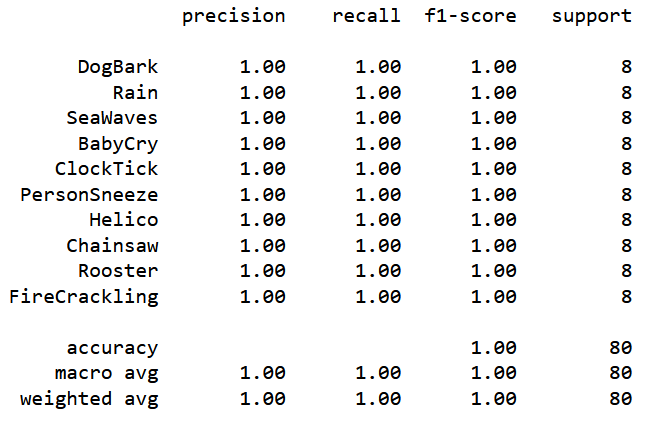 precision recall f1-score support
DogBark 1.00 1.00 1.00 8
Rain 1.00 1.00 1.00 8
SeaWaves 1.00 1.00 1.00 8
BabyCry 1.00 1.00 1.00 8
ClockTick 1.00 1.00 1.00 8
PersonSneeze 1.00 1.00 1.00 8
Helico 1.00 1.00 1.00 8
Chainsaw 1.00 1.00 1.00 8
Rooster 1.00 1.00 1.00 8
FireCrackling 1.00 1.00 1.00 8
accuracy 1.00 80
macro avg 1.00 1.00 1.00 80
weighted avg 1.00 1.00 1.00 80